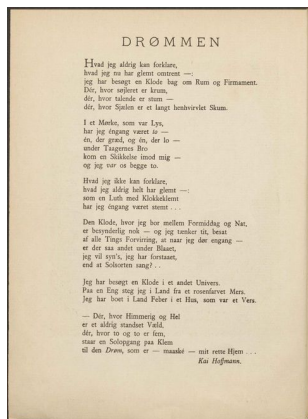 DRØMMEN
Hvad jeg aldrig kan forklare,
hvad jeg nu har glemt omtrent —:
jeg har besøgt en Klode bag om Rum og Firmament.
Dér, hvor søjleret er krum,
dér, hvor talende er stum —
dér, hvor Sjælen er et langt henhvirvlet Skum.
I et Mørke, som var Lys,
har jeg éngang været to —
én, der græd, og én, der lo —
under Taagernes Bro
kom en Skikkelse imod mig —
og jeg var os begge to.
Hvad jeg ikke kan forklare,
hvad jeg aldrig helt har glemt —:
som en Luth med Klokkeklemt
har jeg éngang været stemt . . .
Den Klode, hvor jeg bor mellem Formiddag og Nat,
er besynderlig nok — og jeg tænker tit, besat
af alle Tings Forvirring, at naar jeg dør engang —
er der saa andet under Blaaet,
jeg vil syn's, jeg har forstaaet,
end at Solsorten sang? . .
Jeg har besøgt en Klode i et andet Univers.
Paa en Eng steg jeg i Land fra et rosenfarvet Mers.
Jeg har boet i Land Feber i et Hus, som var et Vers.
— Dér, hvor Himmerig og Hel
er et aldrig standset Væld,
dér, hvor to og to er fem,
staar en Solopgang paa Klem
til den Drøm, som er — maaské — mit rette Hjem . . .
Kai Hoffmann.